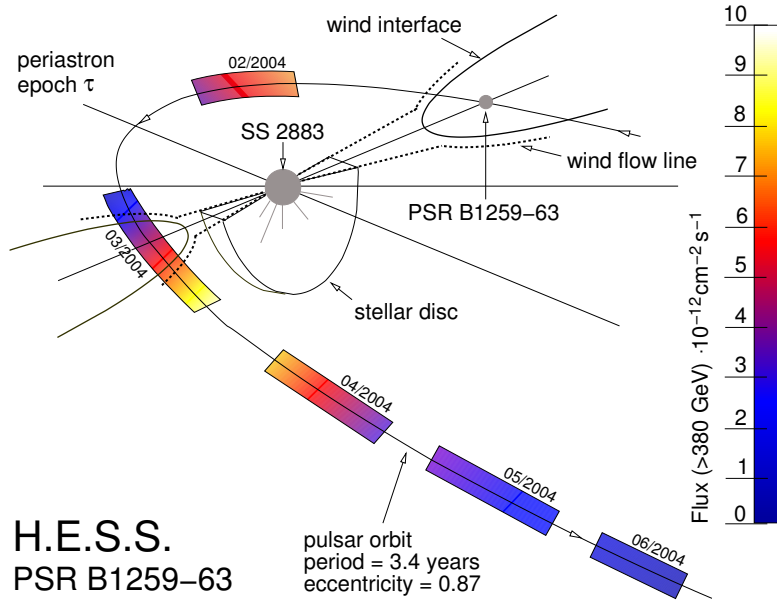 wind interface
periastron
epoch τ
02/2004
SS 2883
wind flow line
PSR B1259−63
03/2004
stellar disc
04/2004
05/2004
06/2004
pulsar orbit
period = 3.4 years
eccentricity = 0.87
H.E.S.S.
PSR B1259−63
10
9
8
7
6
5
4
3
2
1
0
Flux (>380 GeV) ·10⁻¹²cm⁻² s⁻¹